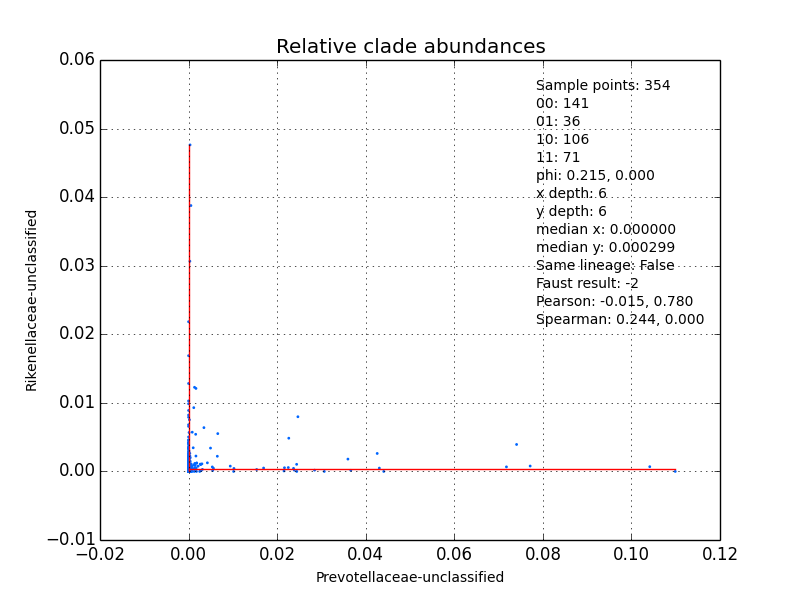 Relative clade abundances
0.06
0.05
0.04
0.03
0.02
0.01
0.00
−0.01
Rikenellaceae-unclassified
Sample points: 354
00: 141
01: 36
10: 106
11: 71
phi: 0.215, 0.000
x depth: 6
y depth: 6
median x: 0.000000
median y: 0.000299
Same lineage: False
Faust result: -2
Pearson: -0.015, 0.780
Spearman: 0.244, 0.000
−0.02 0.00 0.02 0.04 0.06 0.08 0.10 0.12
Prevotellaceae-unclassified